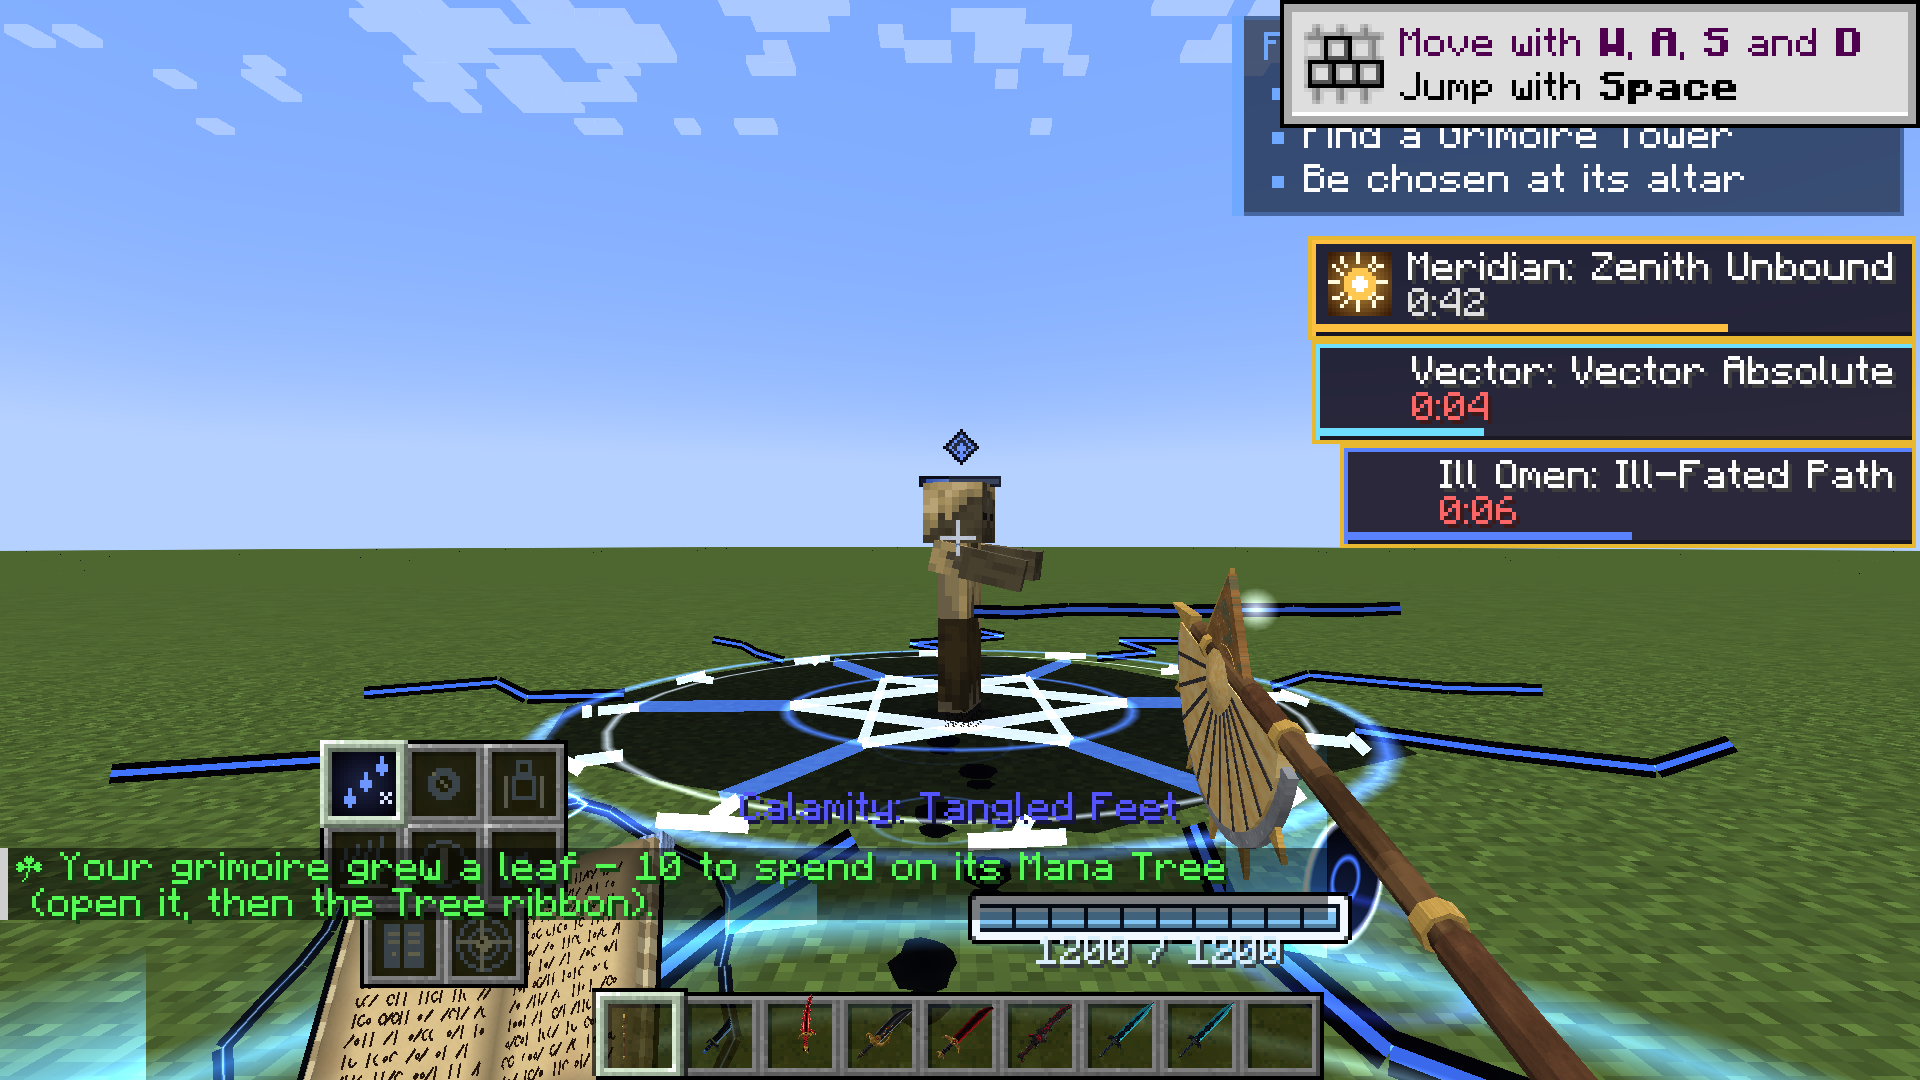 Move with W, A, S and D
Jump with Space
Find a Grimoire Tower
Be chosen at its altar
Meridian: Zenith Unbound
0:42
Vector: Vector Absolute
0:04
Ill Omen: Ill-Fated Path
0:06
Calamity: Tangled Feet
☘ Your grimoire grew a leaf — 10 to spend on its Mana Tree
(open it, then the Tree ribbon).
1200 / 1200